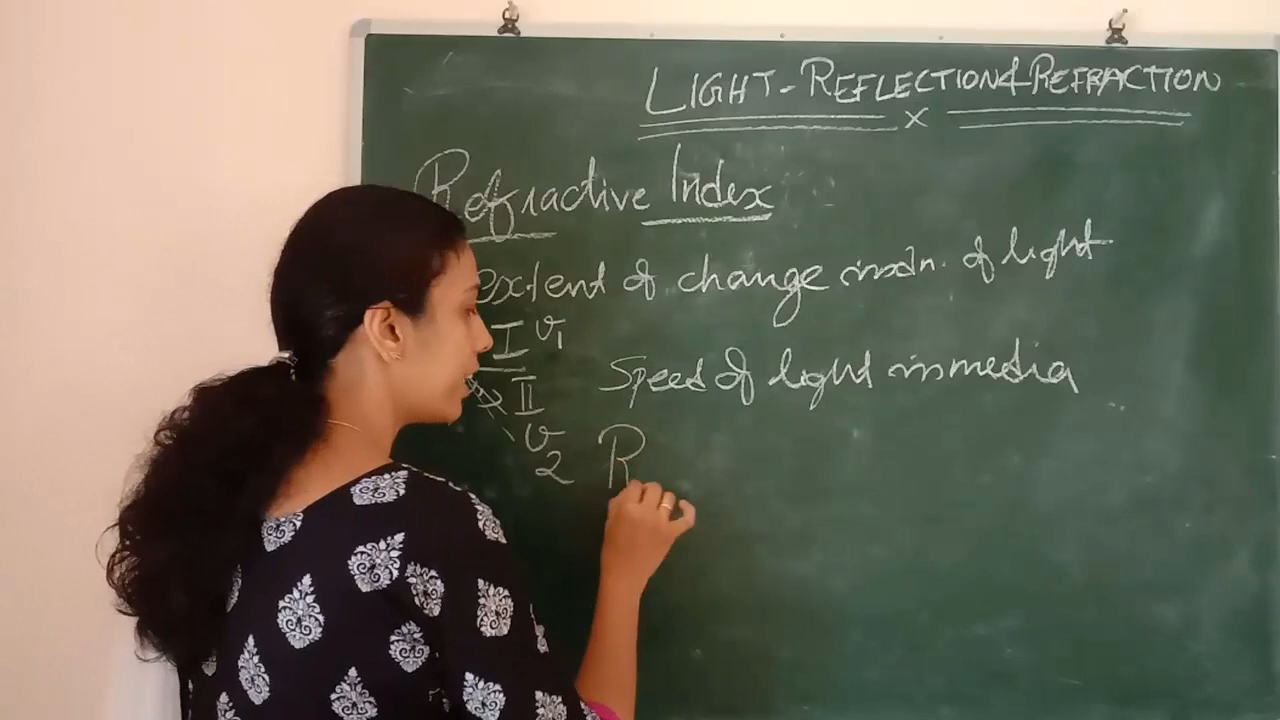 LIGHT - REFLECTION & REFRACTION
x
Refractive Index
extent of change in of light
I v1
Speed of light in media
II
v2
R